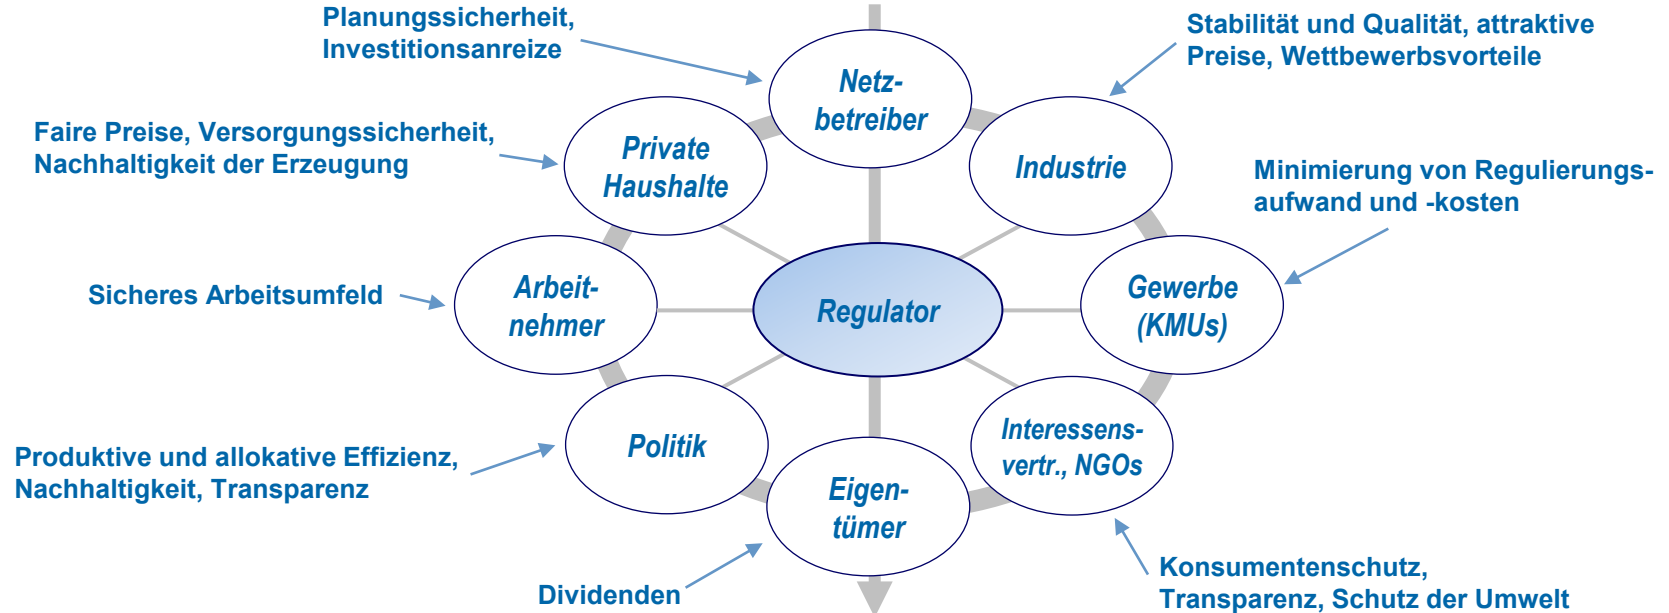 Planungssicherheit,
Investitionsanreize
Stabilität und Qualität, attraktive
Preise, Wettbewerbsvorteile
Netz-
betreiber
Faire Preise, Versorgungssicherheit,
Nachhaltigkeit der Erzeugung
Private
Haushalte
Industrie
Minimierung von Regulierungs-
aufwand und -kosten
Sicheres Arbeitsumfeld
Arbeit-
nehmer
Regulator
Gewerbe
(KMUs)
Produktive und allokative Effizienz,
Nachhaltigkeit, Transparenz
Politik
Interessens-
vertr., NGOs
Eigen-
tümer
Dividenden
Konsumentenschutz,
Transparenz, Schutz der Umwelt